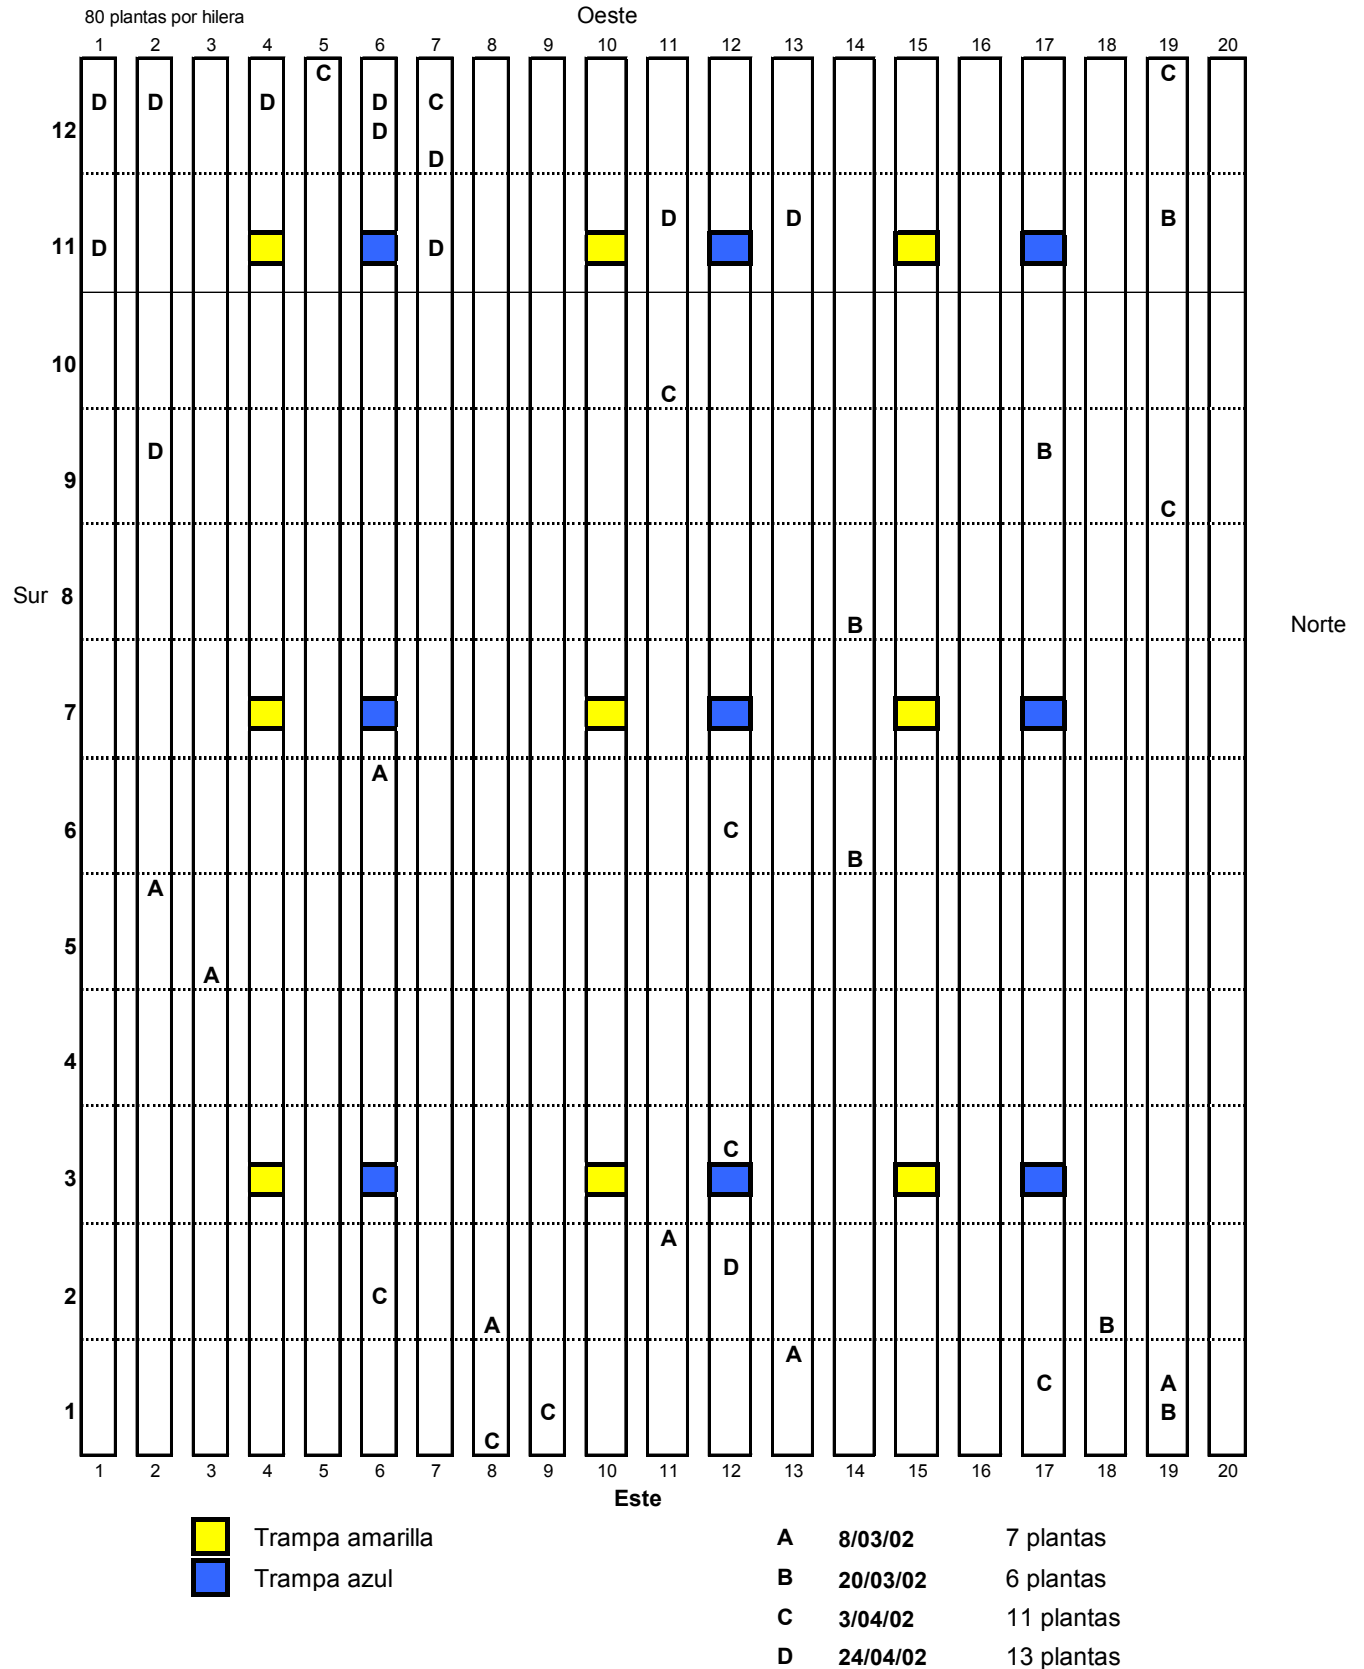 80 plantas por hilera Oeste
1 2 3 4 5 6 7 8 9 10 11 12 13 14 15 16 17 18 19 20
C C
D D D D C
12 D
D
D D B
11 D D
10
C
D B
9
C
Sur 8
B Norte
7
A
6 C
B
A
5
A
4
C
3
A
D
2 C
A B
A
C A
1 C B
C
1 2 3 4 5 6 7 8 9 10 11 12 13 14 15 16 17 18 19 20
Este
Trampa amarilla A 8/03/02 7 plantas
Trampa azul B 20/03/02 6 plantas
C 3/04/02 11 plantas
D 24/04/02 13 plantas